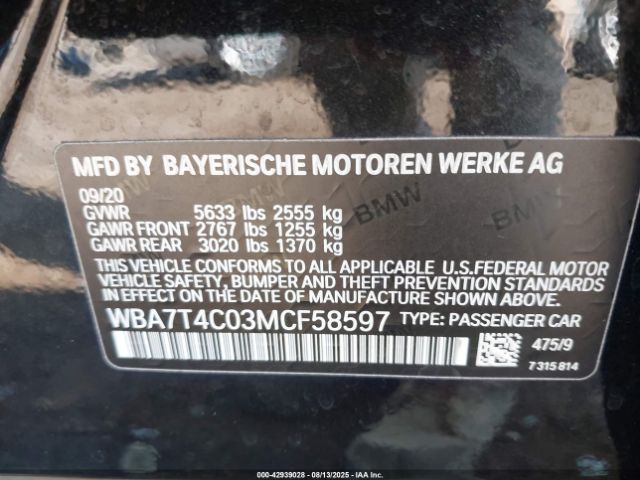 MFD BY BAYERISCHE MOTOREN WERKE AG
09/20
GVWR 5633 lbs 2555 kg
GAWR FRONT 2767 lbs 1255 kg
GAWR REAR 3020 lbs 1370 kg
THIS VEHICLE CONFORMS TO ALL APPLICABLE U.S.FEDERAL MOTOR
VEHICLE SAFETY, BUMPER AND THEFT PREVENTION STANDARDS
IN EFFECT ON THE DATE OF MANUFACTURE SHOWN ABOVE.
WBA7T4C03MCF58597 TYPE: PASSENGER CAR
475/9
7315814
BMW
BMW
000-42939028 - 08/13/2025 - IAA Inc.